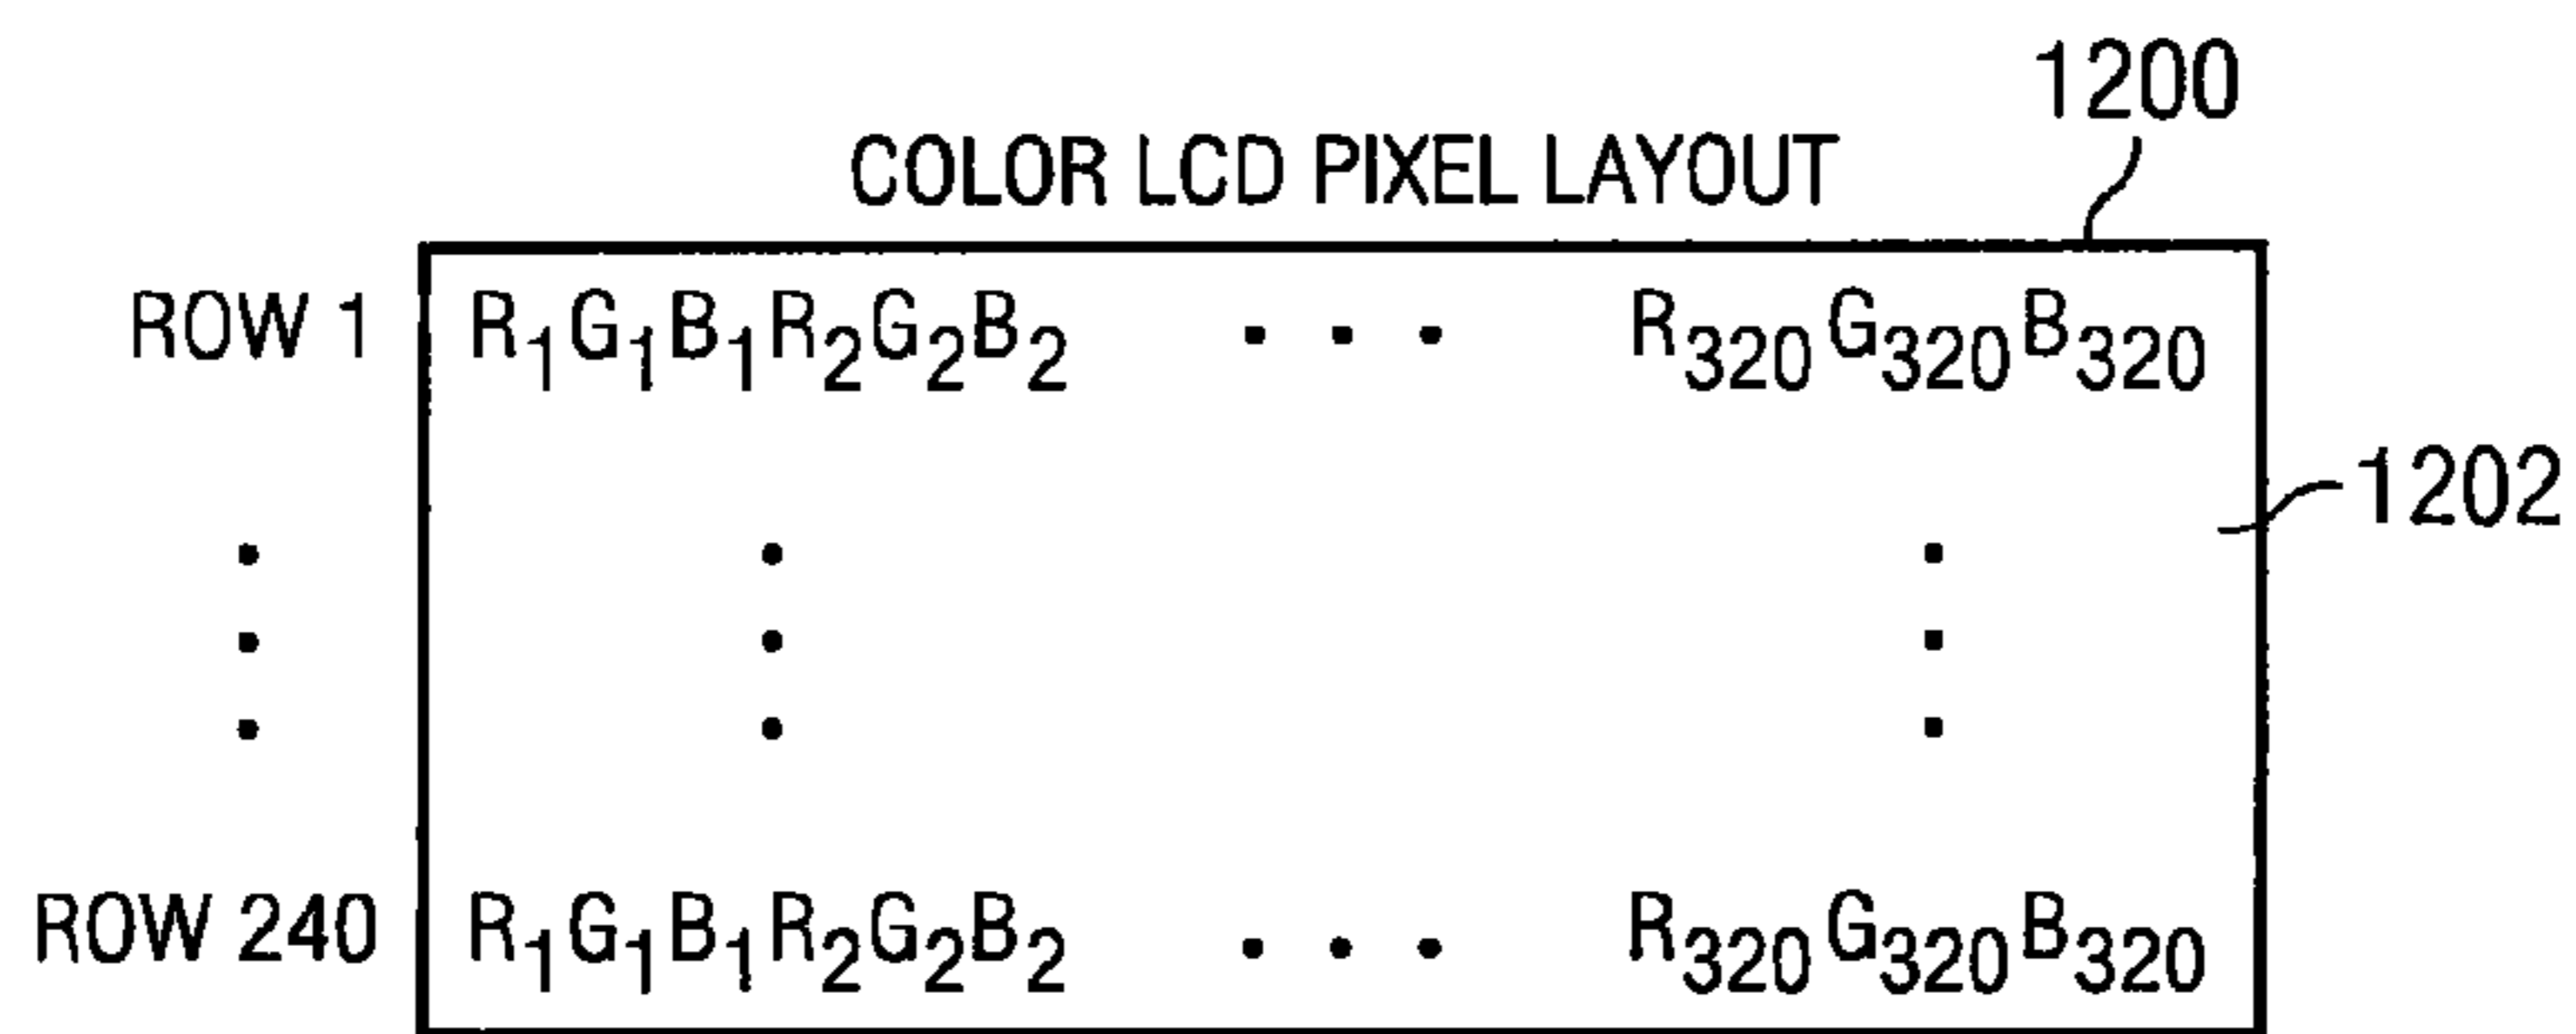 1200
COLOR LCD PIXEL LAYOUT
ROW 1 R₁G₁B₁R₂G₂B₂ • • • R₃₂₀G₃₂₀B₃₂₀
1202
ROW 240 R₁G₁B₁R₂G₂B₂ • • • R₃₂₀G₃₂₀B₃₂₀